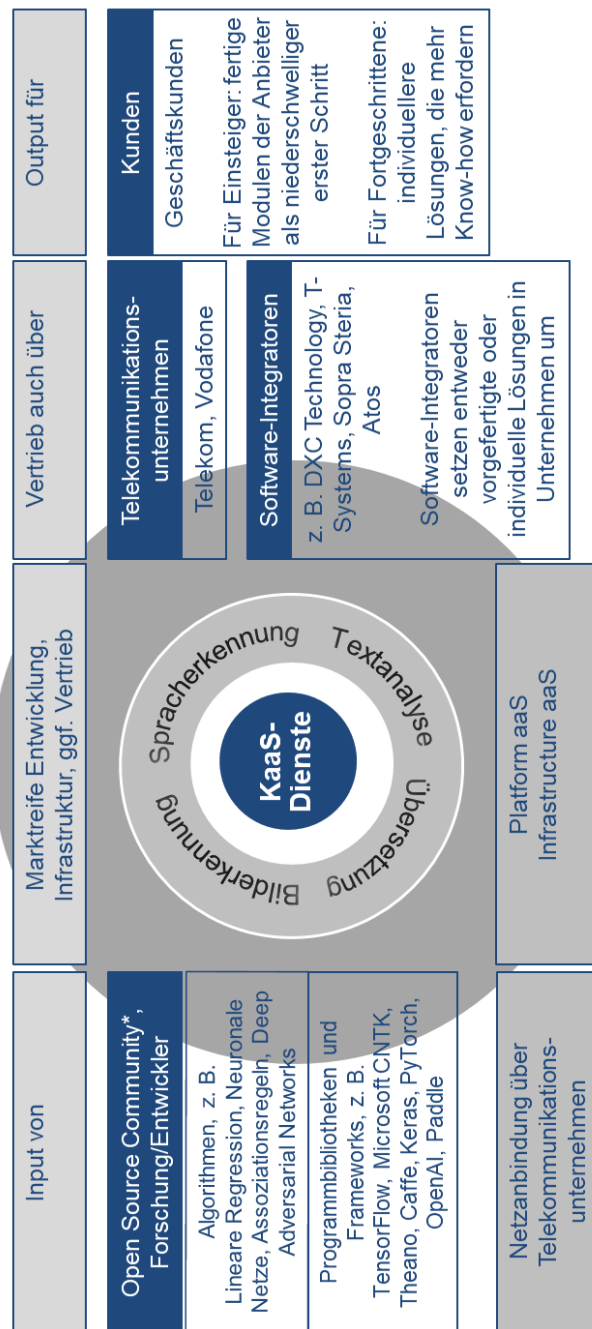 Input von
Open Source Community*,
Forschung/Entwickler
Algorithmen, z. B.
Lineare Regression, Neuronale
Netze, Assoziationsregeln, Deep
Adversarial Networks
Programmbibliotheken und
Frameworks, z. B.
TensorFlow, Microsoft CNTK,
Theano, Caffe, Keras, PyTorch,
OpenAI, Paddle
Netzanbindung über
Telekommunikations-
unternehmen
Marktreife Entwicklung,
Infrastruktur, ggf. Vertrieb
Bilderkennung
Spracherkennung
KaaS-
Dienste
Übersetzung
Textanalyse
Platform aaS
Infrastructure aaS
Vertrieb auch über
Telekommunikations-
unternehmen
Telekom, Vodafone
Software-Integratoren
z. B. DXC Technology, T-
Systems, Sopra Steria,
Atos
Software-Integratoren
setzen entweder
vorgefertigte oder
individuelle Lösungen in
Unternehmen um
Output für
Kunden
Geschäftskunden
Für Einsteiger: fertige
Modulen der Anbieter
als niederschwelliger
erster Schritt
Für Fortgeschrittene:
individuellere
Lösungen, die mehr
Know-how erfordern